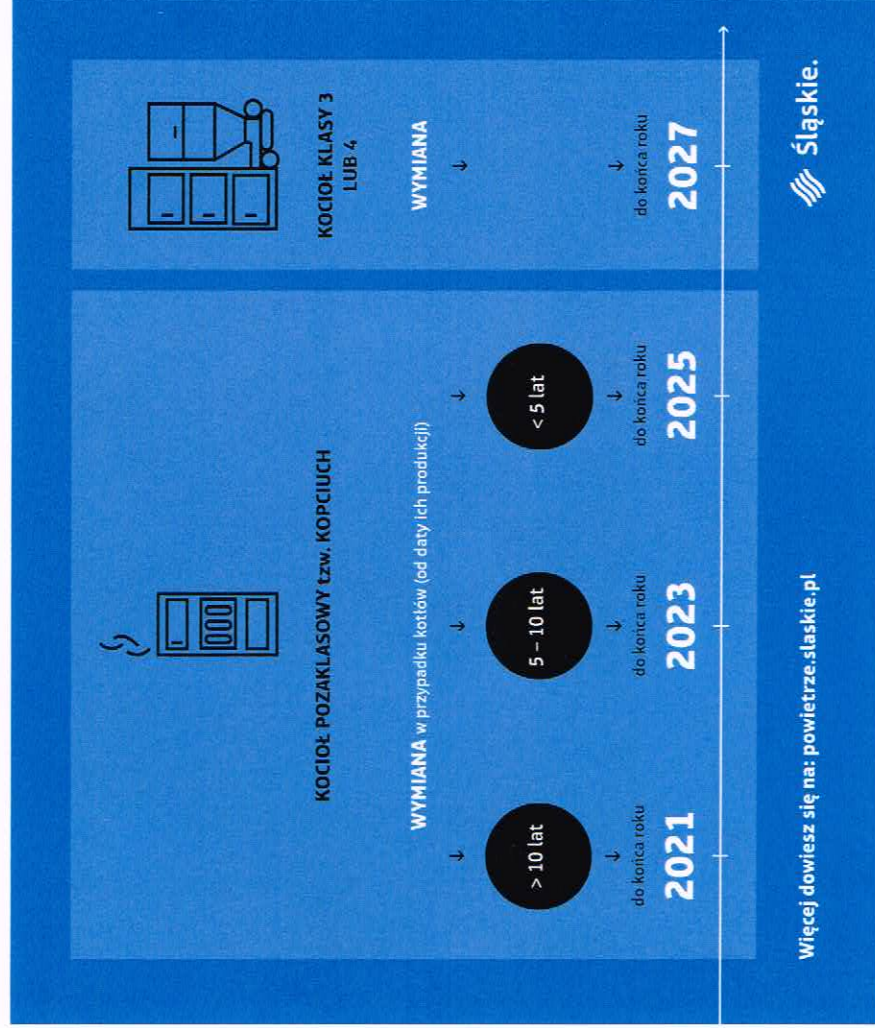 KOCIOŁ POZAKLASOWY tzw. KOPCIUCH
WYMIANA w przypadku kotłów (od daty ich produkcji)
> 10 lat
do końca roku
2021
5 – 10 lat
do końca roku
2023
< 5 lat
do końca roku
2025
KOCIOŁ KLASY 3
LUB 4
WYMIANA
do końca roku
2027
Więcej dowiesz się na: powietrze.slaskie.pl
Śląskie.